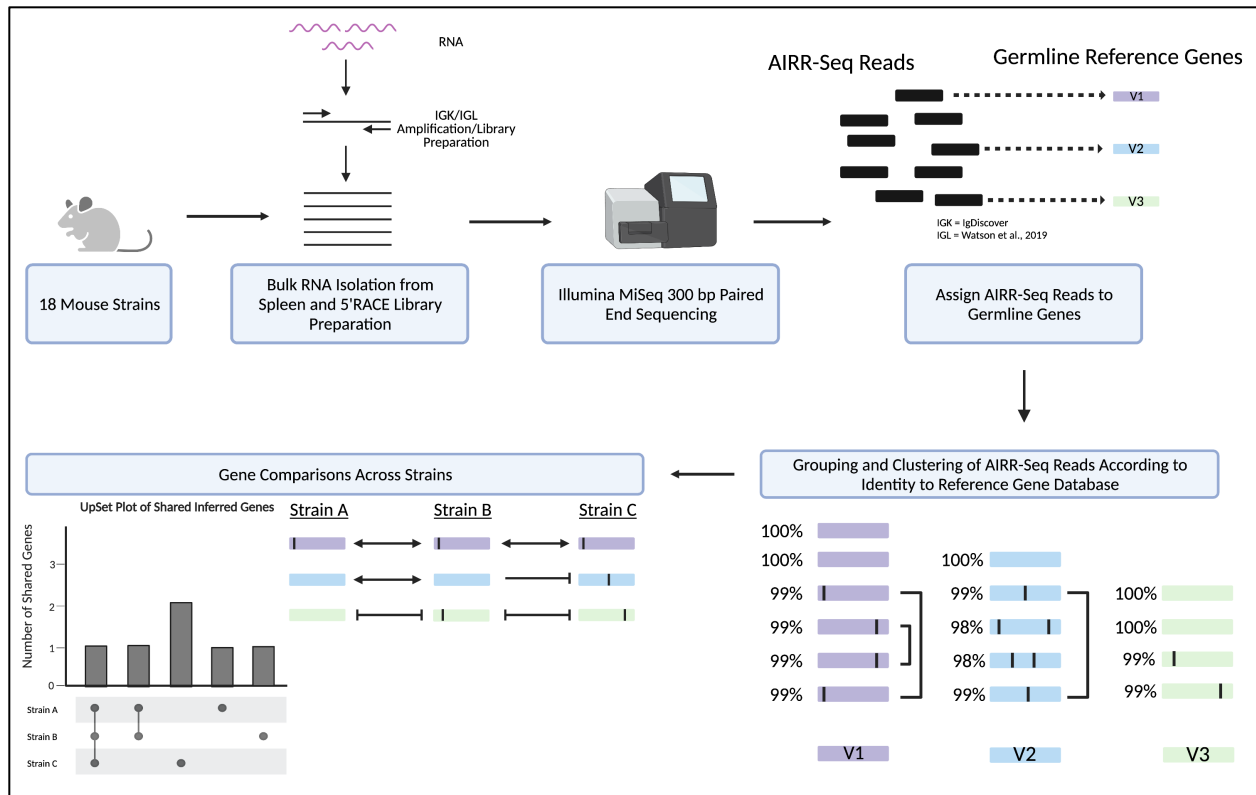 RNA
IGK/IGL
Amplification/Library
Preparation
AIRR-Seq Reads
Germline Reference Genes
V1
V2
V3
IGK = IgDiscover
IGL = Watson et al., 2019
18 Mouse Strains
Bulk RNA Isolation from
Spleen and 5'RACE Library
Preparation
Illumina MiSeq 300 bp Paired
End Sequencing
Assign AIRR-Seq Reads to
Germline Genes
Grouping and Clustering of AIRR-Seq Reads According to
Identity to Reference Gene Database
100%
100%
99%
99%
99%
99%
V1
100%
99%
98%
98%
99%
V2
100%
100%
99%
99%
V3
Gene Comparisons Across Strains
UpSet Plot of Shared Inferred Genes
Number of Shared Genes
3
2
1
0
Strain A
Strain B
Strain C
Strain A
Strain B
Strain C